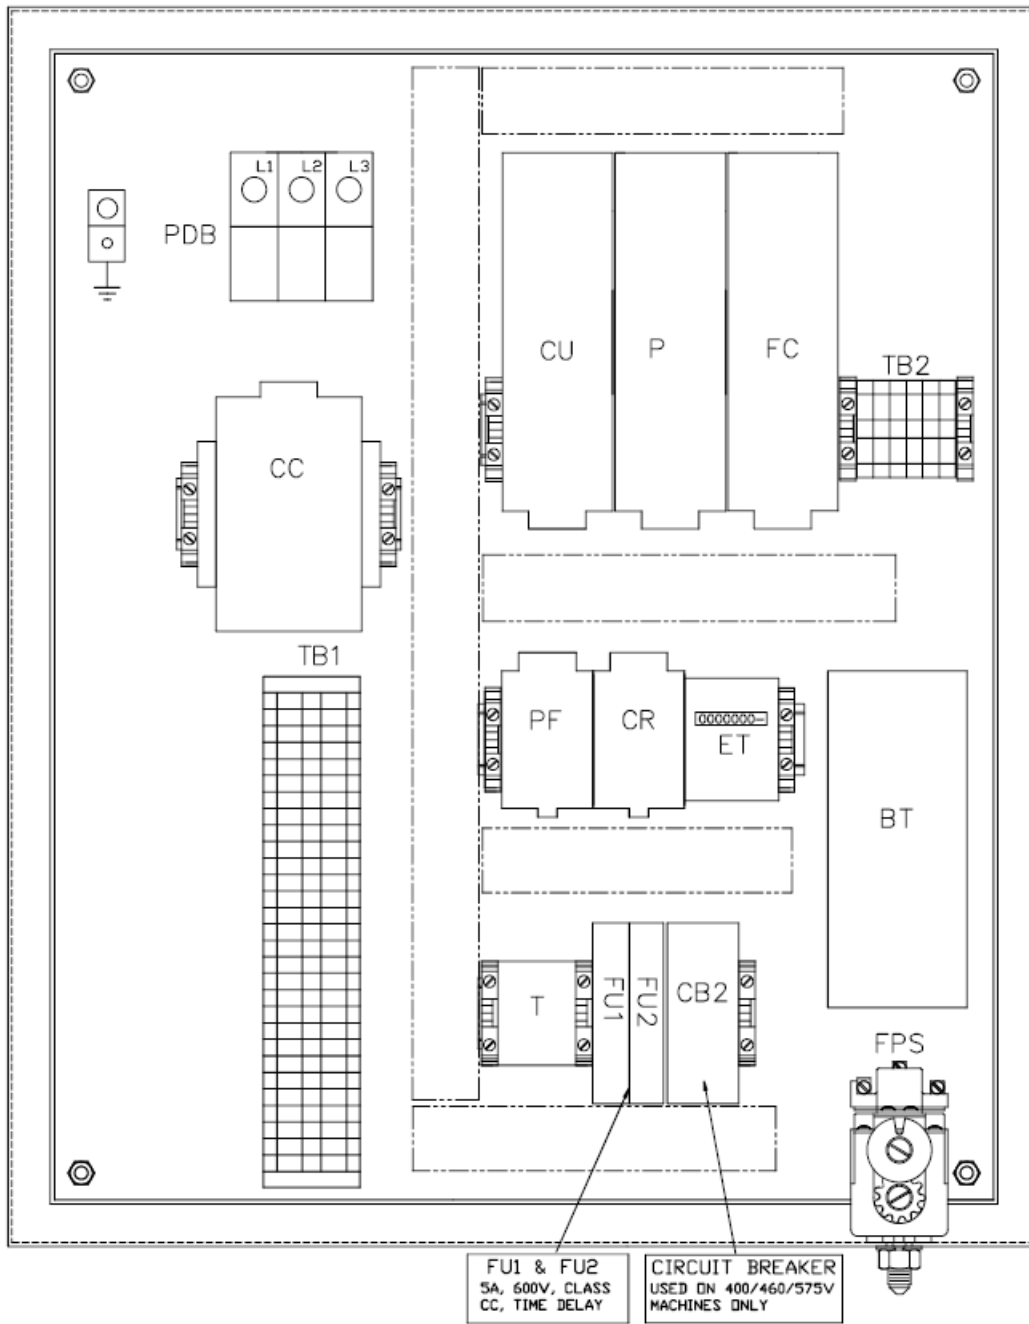 L1 L2 L3
PDB
CU P FC
TB2
CC
TB1
PF CR
0000000-
ET
BT
T FU1 FU2 CB2
FPS
FU1 & FU2
5A, 600V, CLASS
CC, TIME DELAY
CIRCUIT BREAKER
USED ON 400/460/575V
MACHINES ONLY